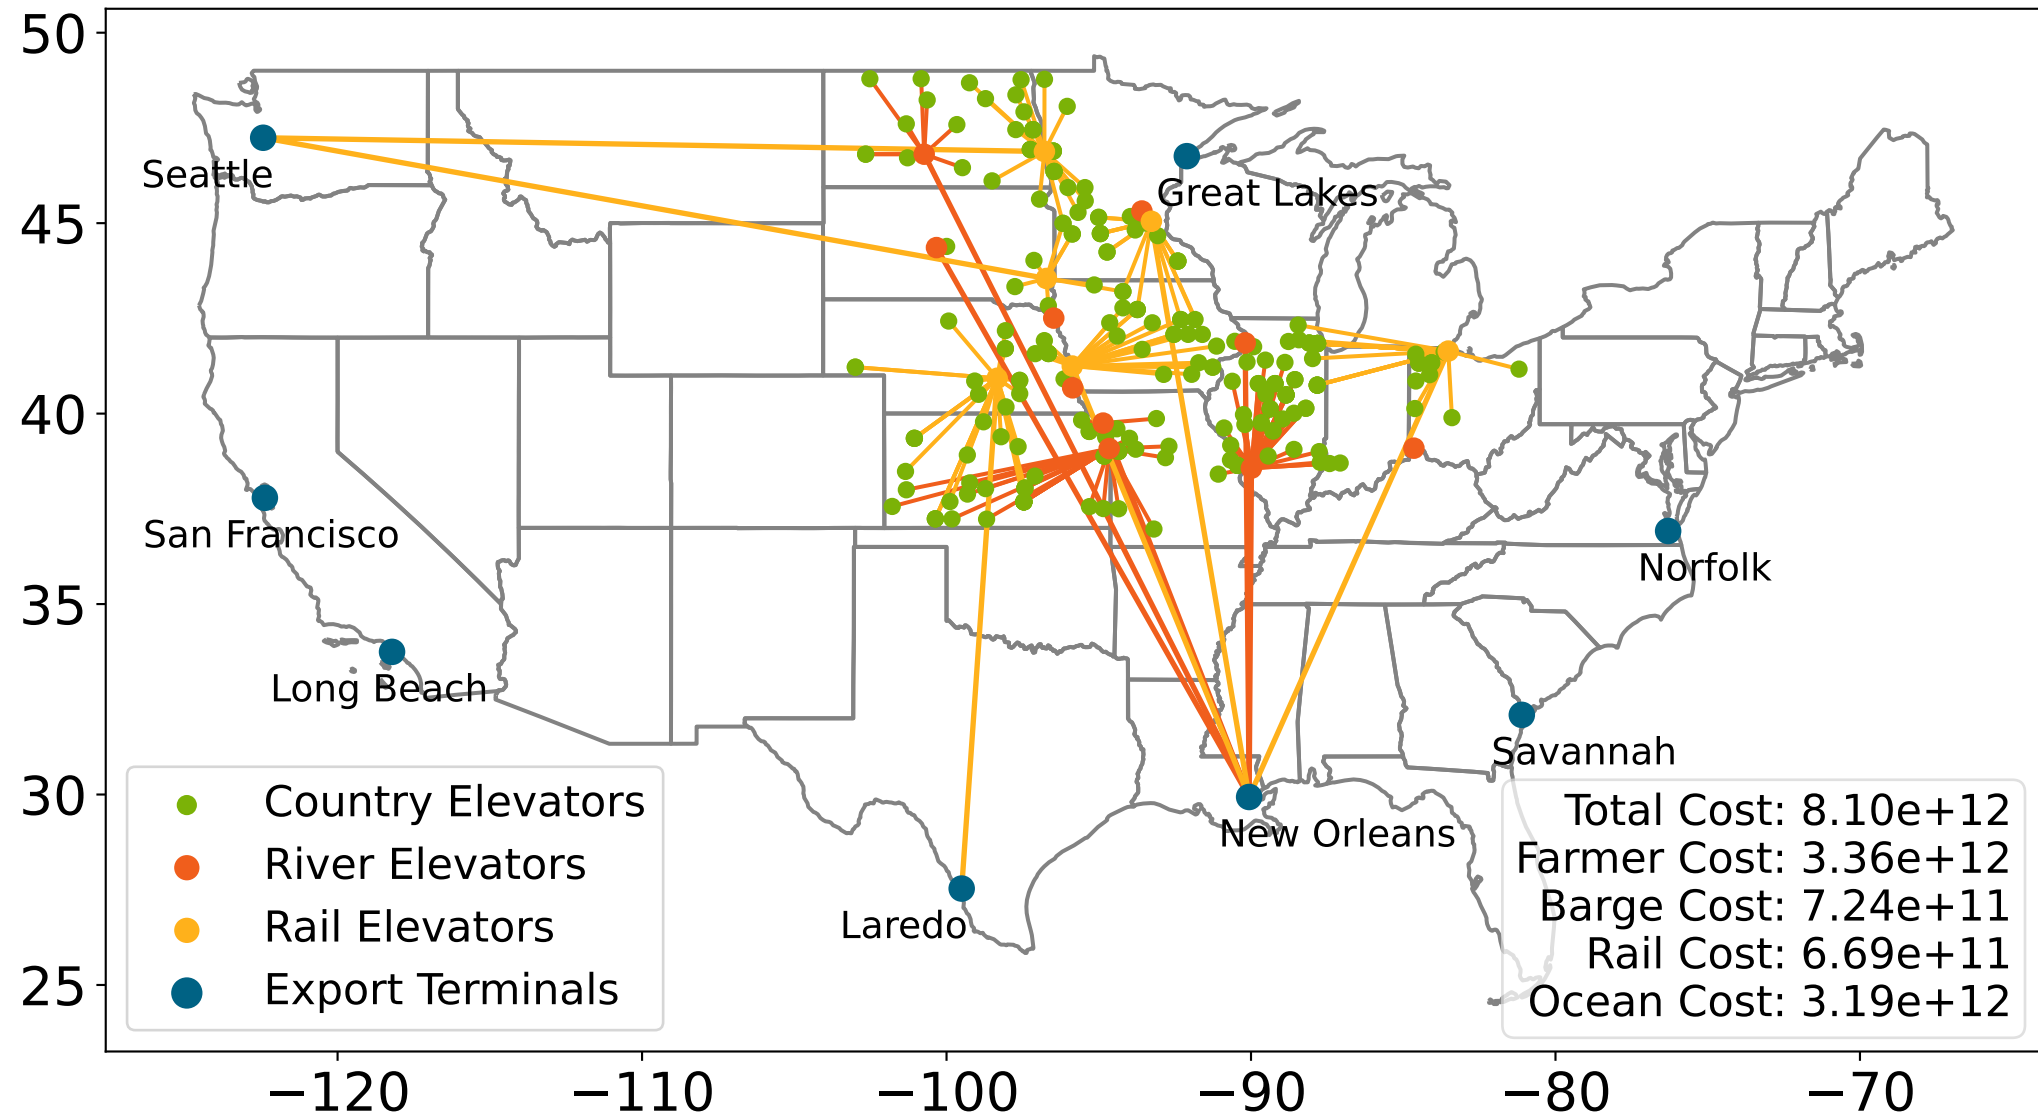 50
45
40
35
30
25
Seattle
Great Lakes
San Francisco
Norfolk
Long Beach
Savannah
New Orleans
Laredo
Country Elevators
River Elevators
Rail Elevators
Export Terminals
Total Cost: 8.10e+12
Farmer Cost: 3.36e+12
Barge Cost: 7.24e+11
Rail Cost: 6.69e+11
Ocean Cost: 3.19e+12
−120 −110 −100 −90 −80 −70